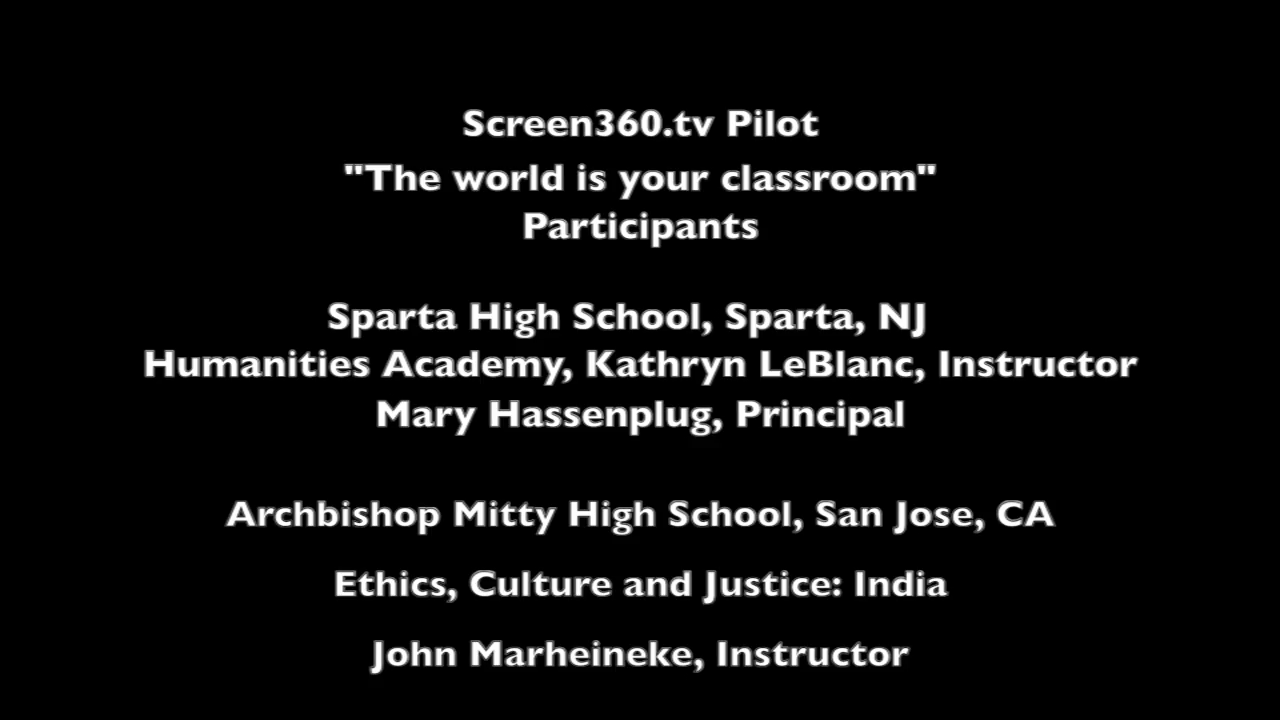 Screen360.tv Pilot
"The world is your classroom"
Participants
Sparta High School, Sparta, NJ
Humanities Academy, Kathryn LeBlanc, Instructor
Mary Hassenplug, Principal
Archbishop Mitty High School, San Jose, CA
Ethics, Culture and Justice: India
John Marheineke, Instructor